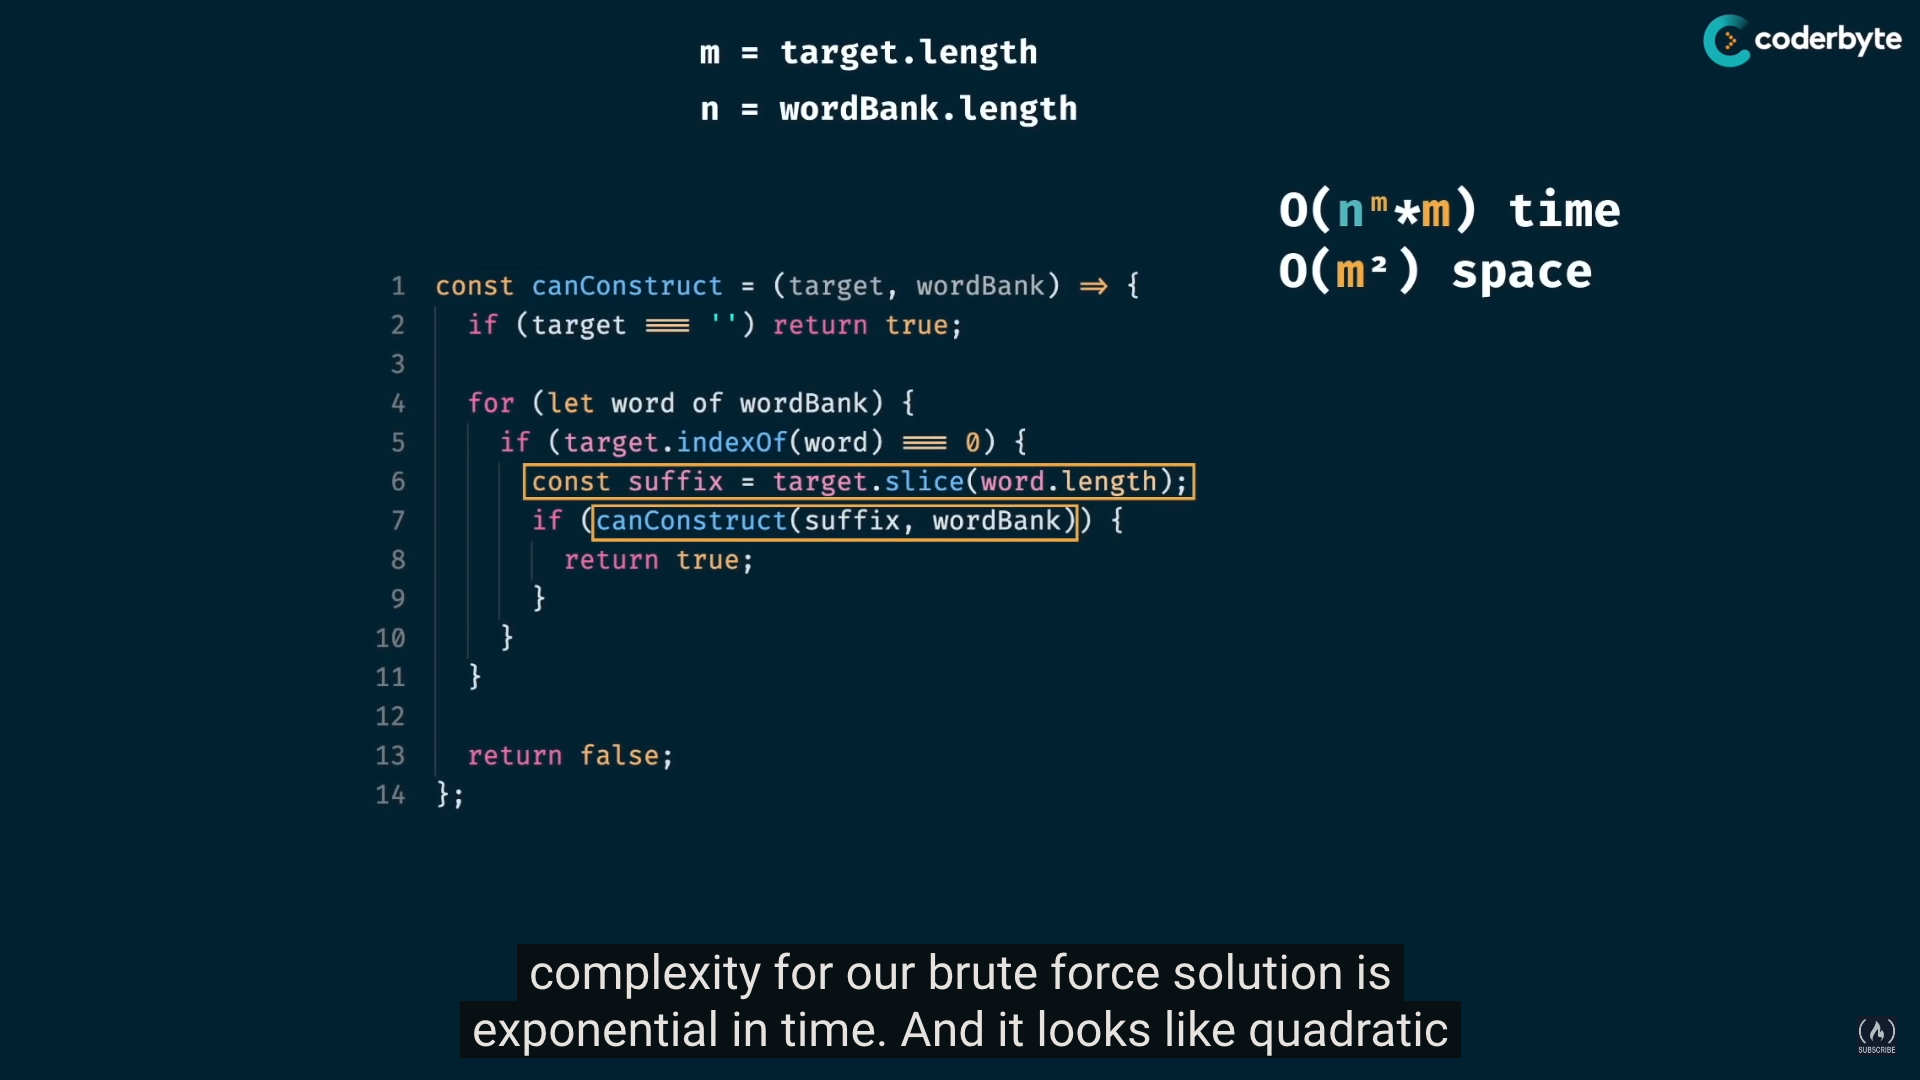 coderbyte
m = target.length
n = wordBank.length
O(nᵐ*m) time
O(m²) space
1 const canConstruct = (target, wordBank) => {
2 if (target === '') return true;
3
4 for (let word of wordBank) {
5 if (target.indexOf(word) === 0) {
6 const suffix = target.slice(word.length);
7 if (canConstruct(suffix, wordBank)) {
8 return true;
9 }
10 }
11 }
12
13 return false;
14 };
complexity for our brute force solution is
exponential in time. And it looks like quadratic
SUBSCRIBE